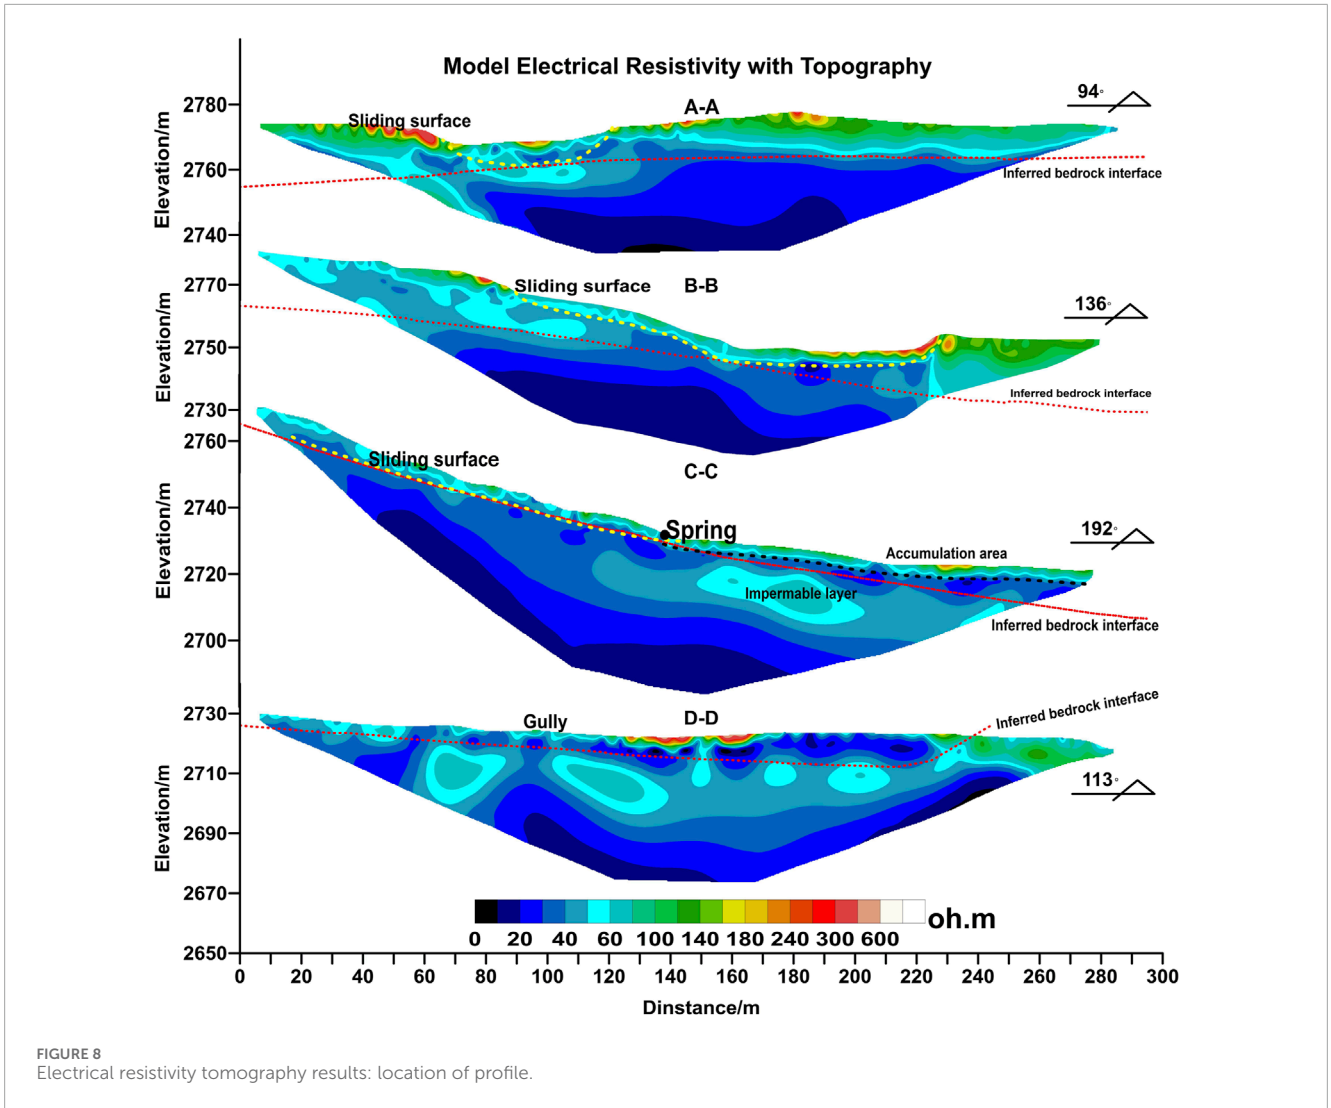 Model Electrical Resistivity with Topography
A-A
94°
Sliding surface
Inferred bedrock interface
Elevation/m
2780
2760
2740
B-B
136°
Sliding surface
Inferred bedrock interface
Elevation/m
2770
2750
2730
C-C
192°
Sliding surface
Spring
Accumulation area
Impermable layer
Inferred bedrock interface
Elevation/m
2760
2740
2720
2700
D-D
113°
Gully
Inferred bedrock interface
Elevation/m
2730
2710
2690
2670
2650
oh.m
0 20 40 60 100 140 180 240 300 600
0 20 40 60 80 100 120 140 160 180 200 220 240 260 280 300
Dinstance/m
FIGURE 8
Electrical resistivity tomography results: location of profile.